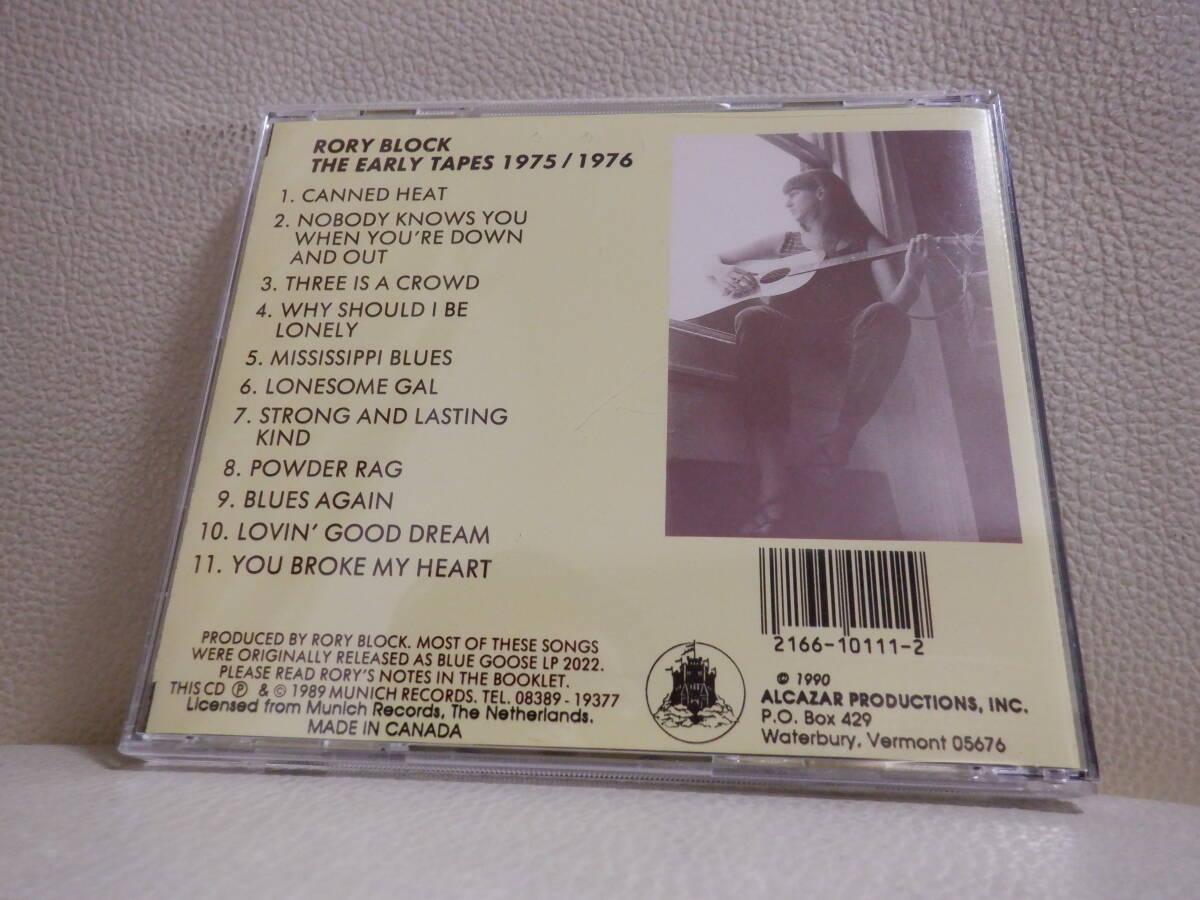 RORY BLOCK
THE EARLY TAPES 1975 / 1976
1. CANNED HEAT
2. NOBODY KNOWS YOU
WHEN YOU'RE DOWN
AND OUT
3. THREE IS A CROWD
4. WHY SHOULD I BE
LONELY
5. MISSISSIPPI BLUES
6. LONESOME GAL
7. STRONG AND LASTING
KIND
8. POWDER RAG
9. BLUES AGAIN
10. LOVIN' GOOD DREAM
11. YOU BROKE MY HEART
PRODUCED BY RORY BLOCK. MOST OF THESE SONGS
WERE ORIGINALLY RELEASED AS BLUE GOOSE LP 2022.
PLEASE READ RORY'S NOTES IN THE BOOKLET.
THIS CD ℗ & © 1989 MUNICH RECORDS. TEL. 08389 - 19377
Licensed from Munich Records, The Netherlands.
MADE IN CANADA
2166-10111-2
© 1990
ALCAZAR PRODUCTIONS, INC.
P.O. Box 429
Waterbury, Vermont 05676